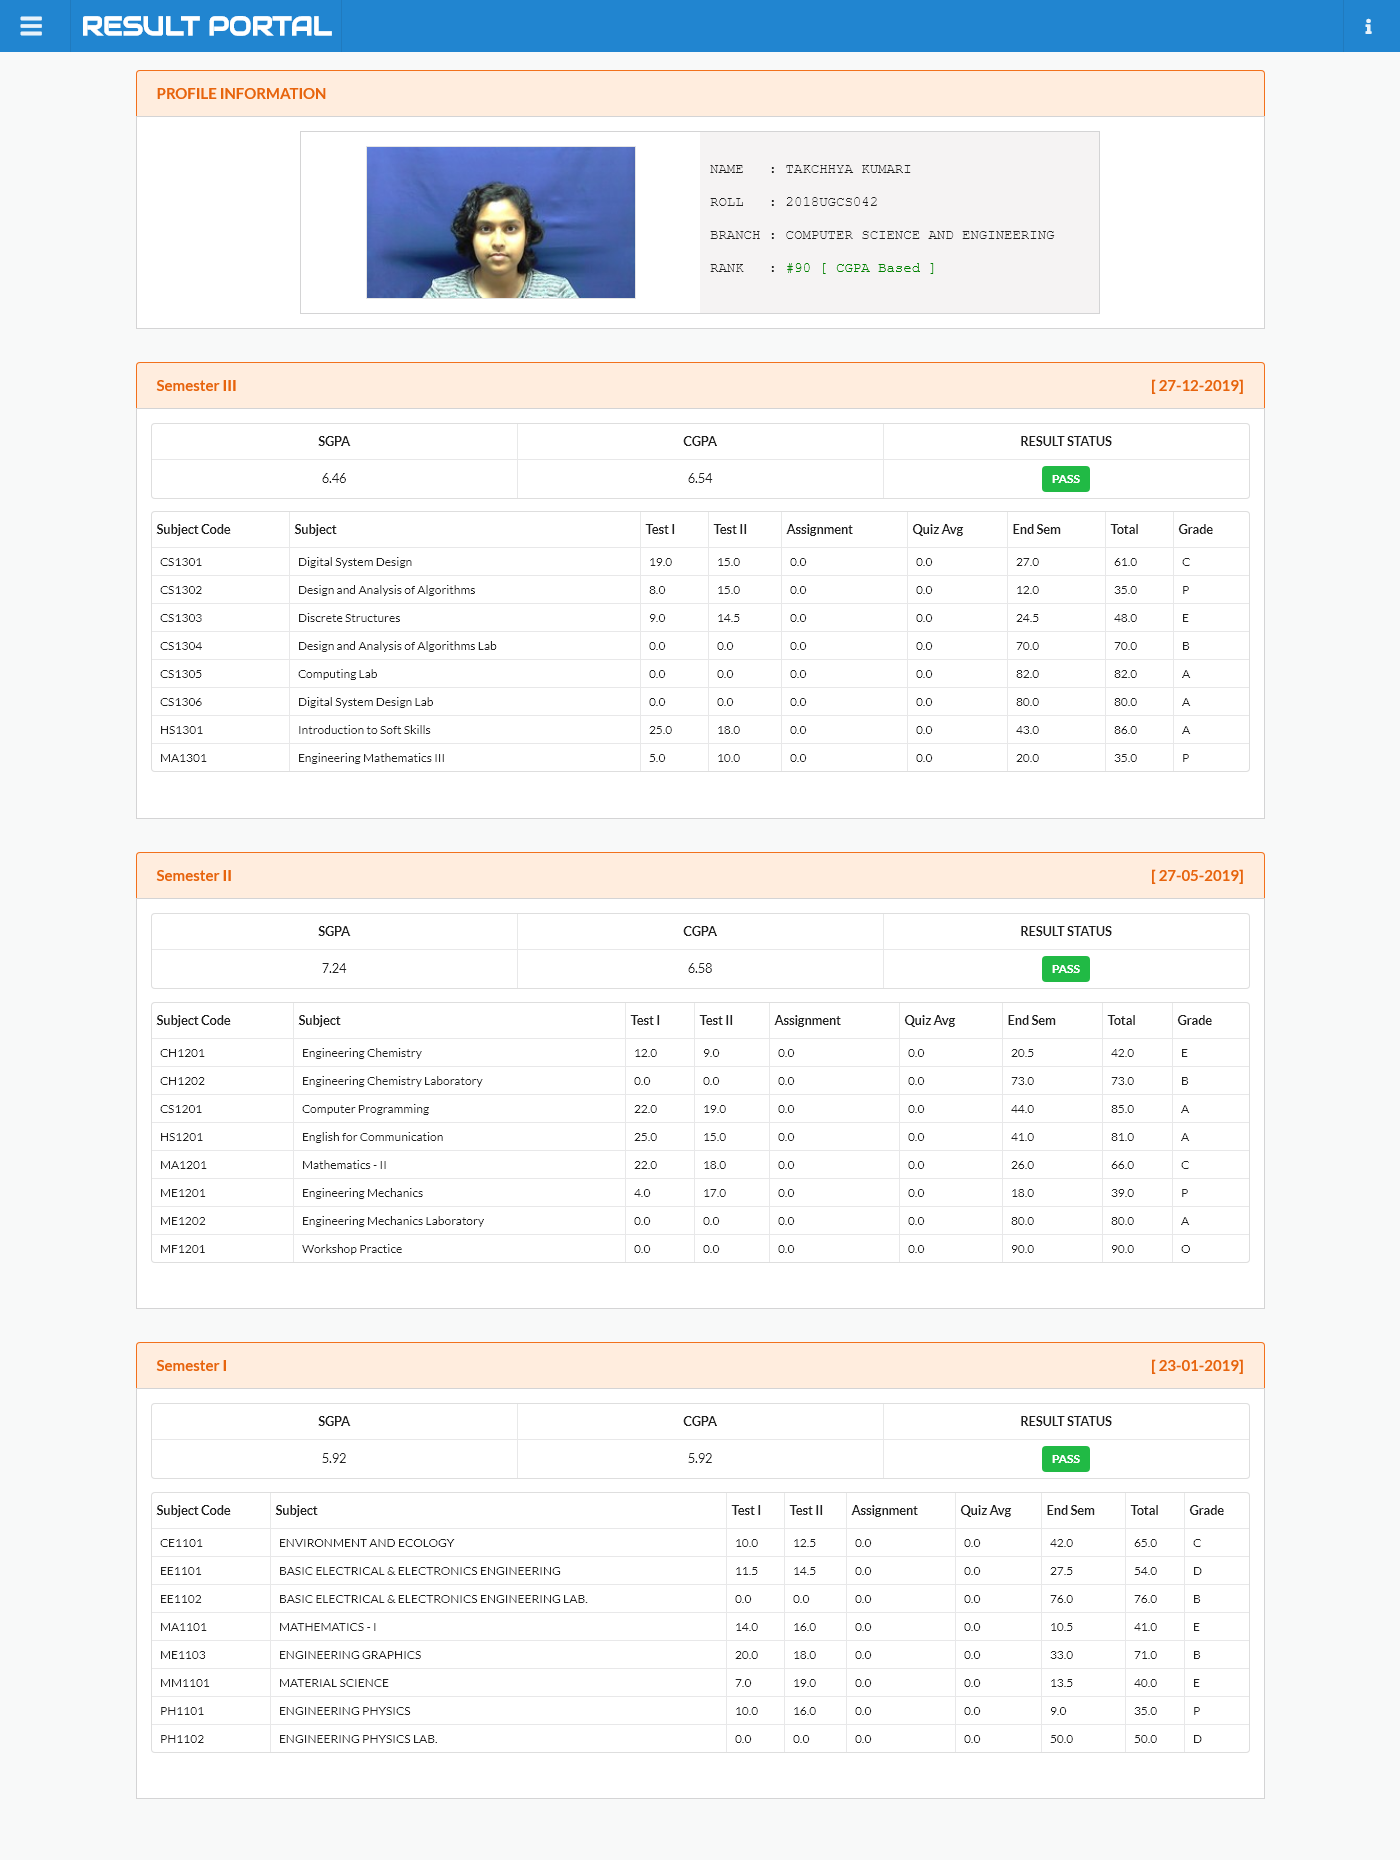 RESULT PORTAL
PROFILE INFORMATION
NAME : TAKCHHYA KUMARI
ROLL : 2018UGCS042
BRANCH : COMPUTER SCIENCE AND ENGINEERING
RANK : #90 [ CGPA Based ]
Semester III [ 27-12-2019]
SGPA CGPA RESULT STATUS
6.46 6.54 PASS
Subject Code Subject Test I Test II Assignment Quiz Avg End Sem Total Grade
CS1301 Digital System Design 19.0 15.0 0.0 0.0 27.0 61.0 C
CS1302 Design and Analysis of Algorithms 8.0 15.0 0.0 0.0 12.0 35.0 P
CS1303 Discrete Structures 9.0 14.5 0.0 0.0 24.5 48.0 E
CS1304 Design and Analysis of Algorithms Lab 0.0 0.0 0.0 0.0 70.0 70.0 B
CS1305 Computing Lab 0.0 0.0 0.0 0.0 82.0 82.0 A
CS1306 Digital System Design Lab 0.0 0.0 0.0 0.0 80.0 80.0 A
HS1301 Introduction to Soft Skills 25.0 18.0 0.0 0.0 43.0 86.0 A
MA1301 Engineering Mathematics III 5.0 10.0 0.0 0.0 20.0 35.0 P
Semester II [ 27-05-2019]
SGPA CGPA RESULT STATUS
7.24 6.58 PASS
Subject Code Subject Test I Test II Assignment Quiz Avg End Sem Total Grade
CH1201 Engineering Chemistry 12.0 9.0 0.0 0.0 20.5 42.0 E
CH1202 Engineering Chemistry Laboratory 0.0 0.0 0.0 0.0 73.0 73.0 B
CS1201 Computer Programming 22.0 19.0 0.0 0.0 44.0 85.0 A
HS1201 English for Communication 25.0 15.0 0.0 0.0 41.0 81.0 A
MA1201 Mathematics - II 22.0 18.0 0.0 0.0 26.0 66.0 C
ME1201 Engineering Mechanics 4.0 17.0 0.0 0.0 18.0 39.0 P
ME1202 Engineering Mechanics Laboratory 0.0 0.0 0.0 0.0 80.0 80.0 A
MF1201 Workshop Practice 0.0 0.0 0.0 0.0 90.0 90.0 O
Semester I [ 23-01-2019]
SGPA CGPA RESULT STATUS
5.92 5.92 PASS
Subject Code Subject Test I Test II Assignment Quiz Avg End Sem Total Grade
CE1101 ENVIRONMENT AND ECOLOGY 10.0 12.5 0.0 0.0 42.0 65.0 C
EE1101 BASIC ELECTRICAL & ELECTRONICS ENGINEERING 11.5 14.5 0.0 0.0 27.5 54.0 D
EE1102 BASIC ELECTRICAL & ELECTRONICS ENGINEERING LAB. 0.0 0.0 0.0 0.0 76.0 76.0 B
MA1101 MATHEMATICS - I 14.0 16.0 0.0 0.0 10.5 41.0 E
ME1103 ENGINEERING GRAPHICS 20.0 18.0 0.0 0.0 33.0 71.0 B
MM1101 MATERIAL SCIENCE 7.0 19.0 0.0 0.0 13.5 40.0 E
PH1101 ENGINEERING PHYSICS 10.0 16.0 0.0 0.0 9.0 35.0 P
PH1102 ENGINEERING PHYSICS LAB. 0.0 0.0 0.0 0.0 50.0 50.0 D